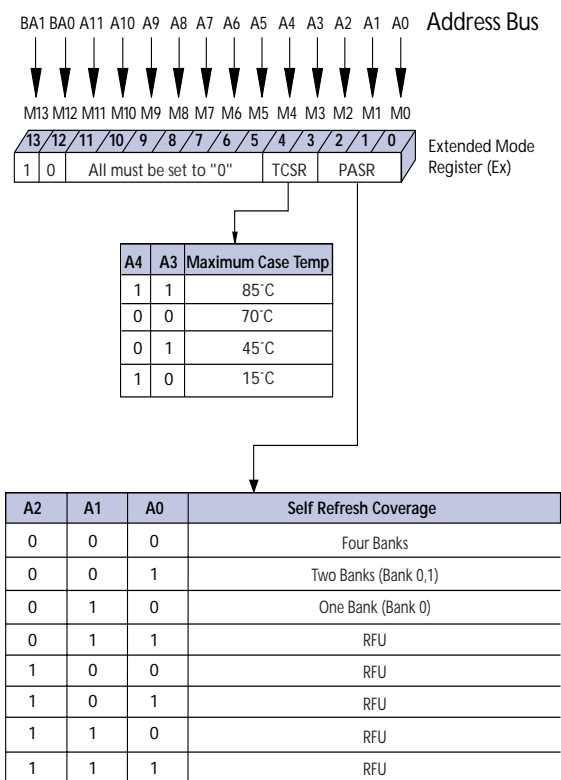 BA1 BA0 A11 A10 A9 A8 A7 A6 A5 A4 A3 A2 A1 A0 Address Bus
M13 M12 M11 M10 M9 M8 M7 M6 M5 M4 M3 M2 M1 M0
13 12 11 10 9 8 7 6 5 4 3 2 1 0 Extended Mode
1 0 All must be set to "0" TCSR PASR Register (Ex)
A4 A3 Maximum Case Temp
1 1 85˚C
0 0 70˚C
0 1 45˚C
1 0 15˚C
A2 A1 A0 Self Refresh Coverage
0 0 0 Four Banks
0 0 1 Two Banks (Bank 0,1)
0 1 0 One Bank (Bank 0)
0 1 1 RFU
1 0 0 RFU
1 0 1 RFU
1 1 0 RFU
1 1 1 RFU